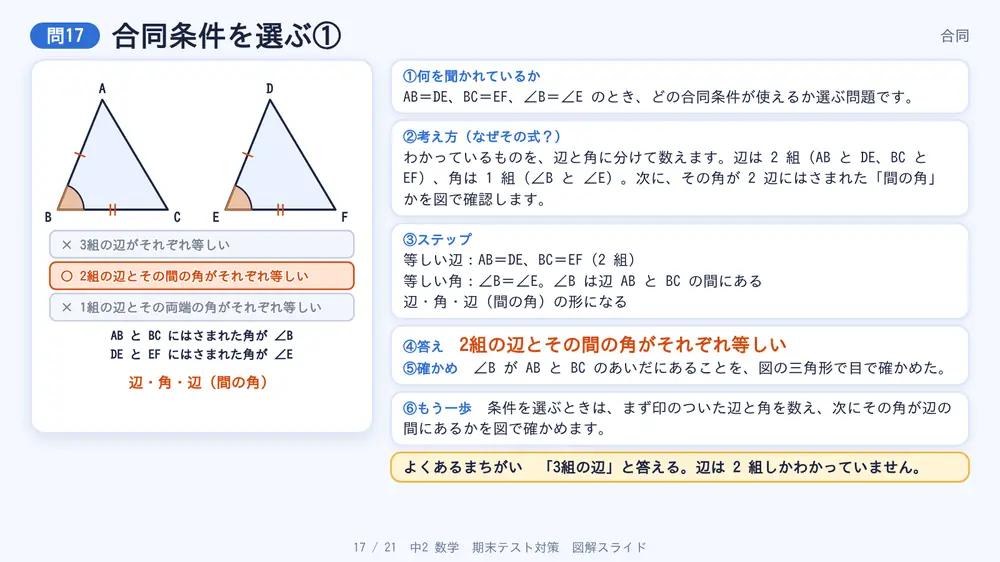 問17 合同条件を選ぶ①
合同
A
D
B
C
E
F
× 3組の辺がそれぞれ等しい
○ 2組の辺とその間の角がそれぞれ等しい
× 1組の辺とその両端の角がそれぞれ等しい
AB と BC にはさまれた角が ∠B
DE と EF にはさまれた角が ∠E
辺・角・辺（間の角）
①何を聞かれているか
AB＝DE、BC＝EF、∠B＝∠E のとき、どの合同条件が使えるか選ぶ問題です。
②考え方（なぜその式？）
わかっているものを、辺と角に分けて数えます。辺は 2 組（AB と DE、BC と
EF）、角は 1 組（∠B と ∠E）。次に、その角が 2 辺にはさまれた「間の角」
かを図で確認します。
③ステップ
等しい辺：AB＝DE、BC＝EF（2 組）
等しい角：∠B＝∠E。∠B は辺 AB と BC の間にある
辺・角・辺（間の角）の形になる
④答え 2組の辺とその間の角がそれぞれ等しい
⑤確かめ ∠B が AB と BC のあいだにあることを、図の三角形で目で確かめた。
⑥もう一歩 条件を選ぶときは、まず印のついた辺と角を数え、次にその角が辺の
間にあるかを図で確かめます。
よくあるまちがい 「3組の辺」と答える。辺は 2 組しかわかっていません。
17 / 21 中2 数学 期末テスト対策 図解スライド